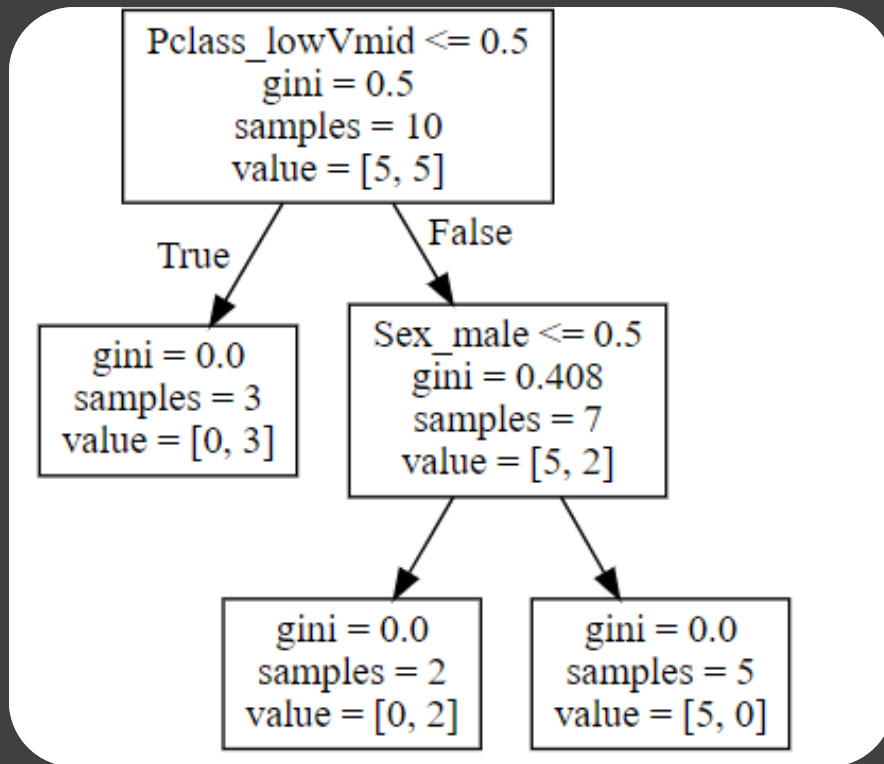 Pclass_lowVmid <= 0.5
gini = 0.5
samples = 10
value = [5, 5]
True
False
gini = 0.0
samples = 3
value = [0, 3]
Sex_male <= 0.5
gini = 0.408
samples = 7
value = [5, 2]
gini = 0.0
samples = 2
value = [0, 2]
gini = 0.0
samples = 5
value = [5, 0]